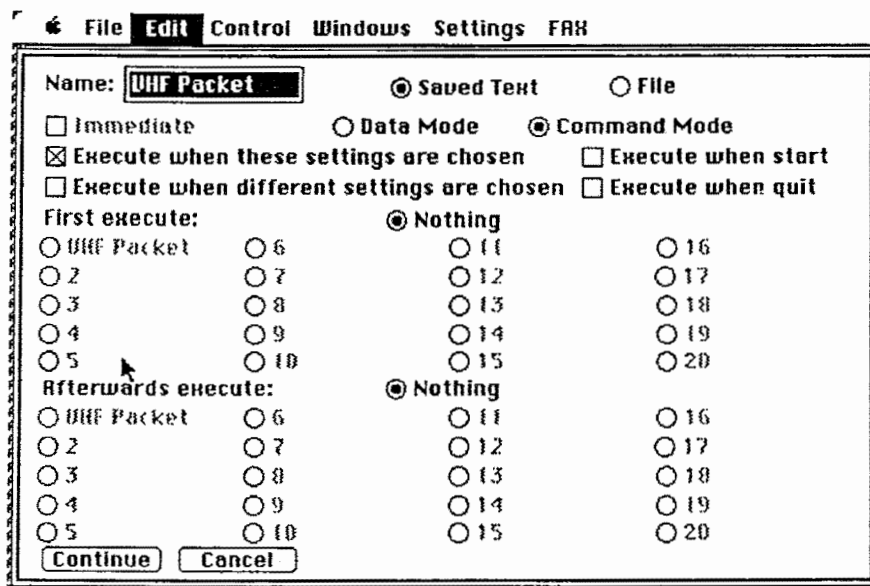 File Edit Control Windows Settings FAX
Name: VHF Packet Saved Text File
Immediate Data Mode Command Mode
Execute when these settings are chosen Execute when start
Execute when different settings are chosen Execute when quit
First execute: Nothing
VHF Packet 6 11 16
2 7 12 17
3 8 13 18
4 9 14 19
5 10 15 20
Afterwards execute: Nothing
VHF Packet 6 11 16
2 7 12 17
3 8 13 18
4 9 14 19
5 10 15 20
Continue Cancel